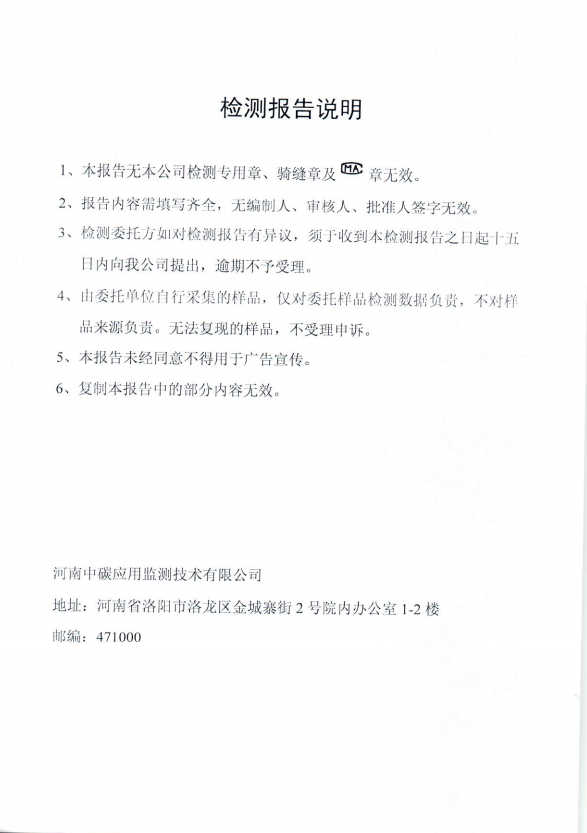 检测报告说明
1、本报告无本公司检测专用章、骑缝章及 MA 章无效。
2、报告内容需填写齐全，无编制人、审核人、批准人签字无效。
3、检测委托方如对检测报告有异议，须于收到本检测报告之日起十五
日内向我公司提出，逾期不予受理。
4、由委托单位自行采集的样品，仅对委托样品检测数据负责，不对样
品来源负责。无法复现的样品，不受理申诉。
5、本报告未经同意不得用于广告宣传。
6、复制本报告中的部分内容无效。
河南中碳应用监测技术有限公司
地址：河南省洛阳市洛龙区金城寨街 2 号院内办公室 1-2 楼
邮编：471000